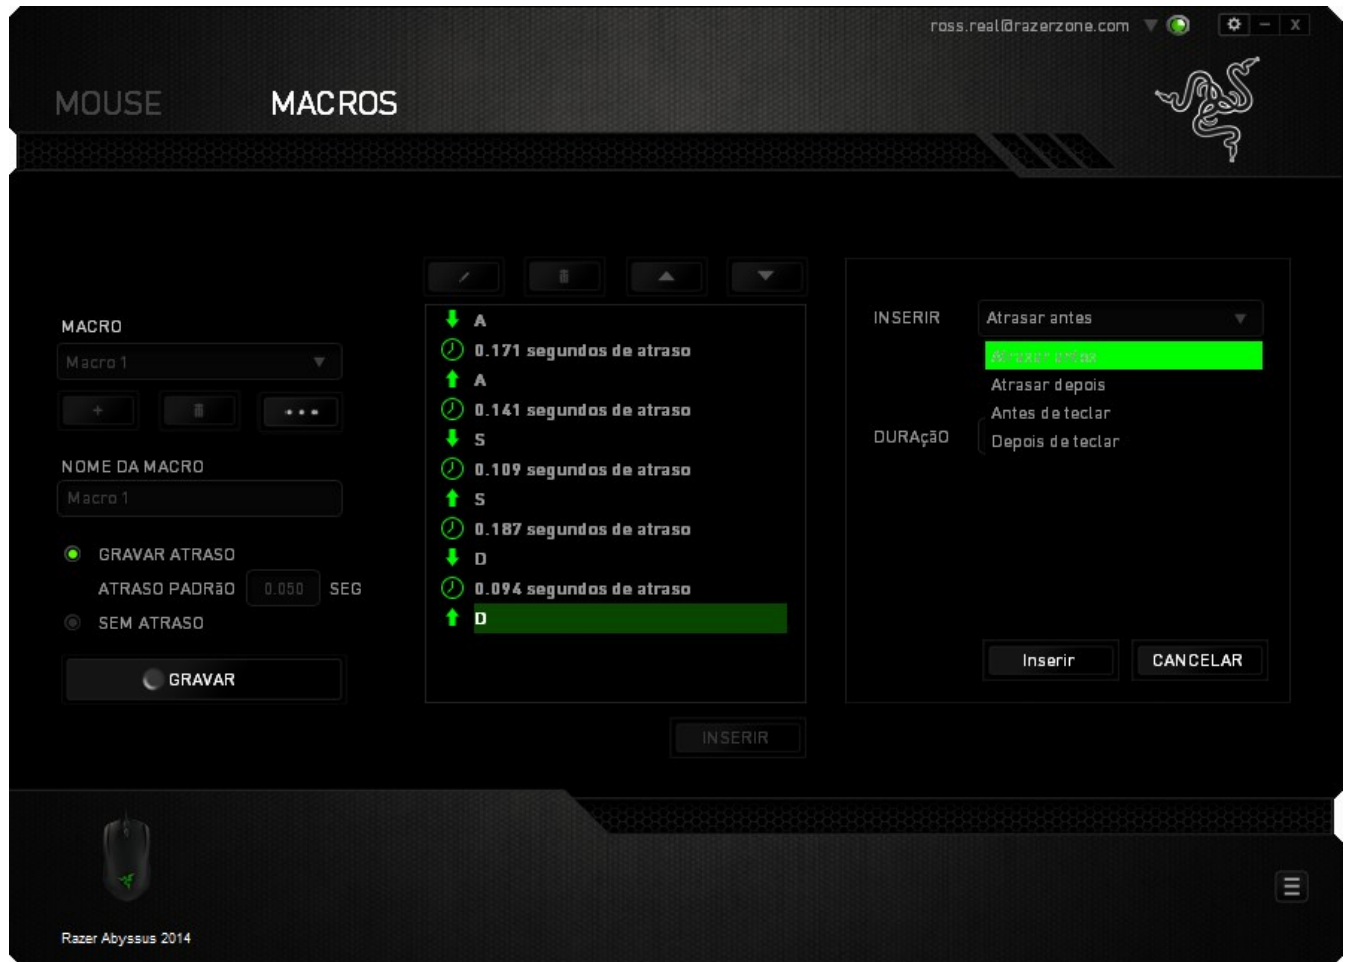 ross.real@razerzone.com
MOUSE
MACROS
MACRO
Macro 1
NOME DA MACRO
Macro 1
GRAVAR ATRASO
ATRASO PADRãO 0.050 SEG
SEM ATRASO
GRAVAR
A
0.171 segundos de atraso
A
0.141 segundos de atraso
S
0.109 segundos de atraso
S
0.187 segundos de atraso
D
0.094 segundos de atraso
D
INSERIR
INSERIR Atrasar antes
Atrasar antes
Atrasar depois
Antes de teclar
DURAçãO
Depois de teclar
Inserir
CANCELAR
Razer Abyssus 2014